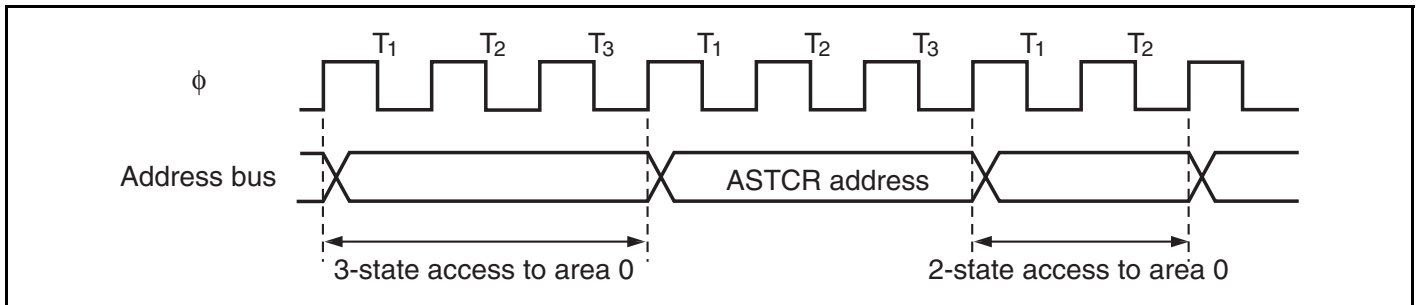 T1 T2 T3 T1 T2 T3 T1 T2
ϕ
Address bus
ASTCR address
3-state access to area 0
2-state access to area 0